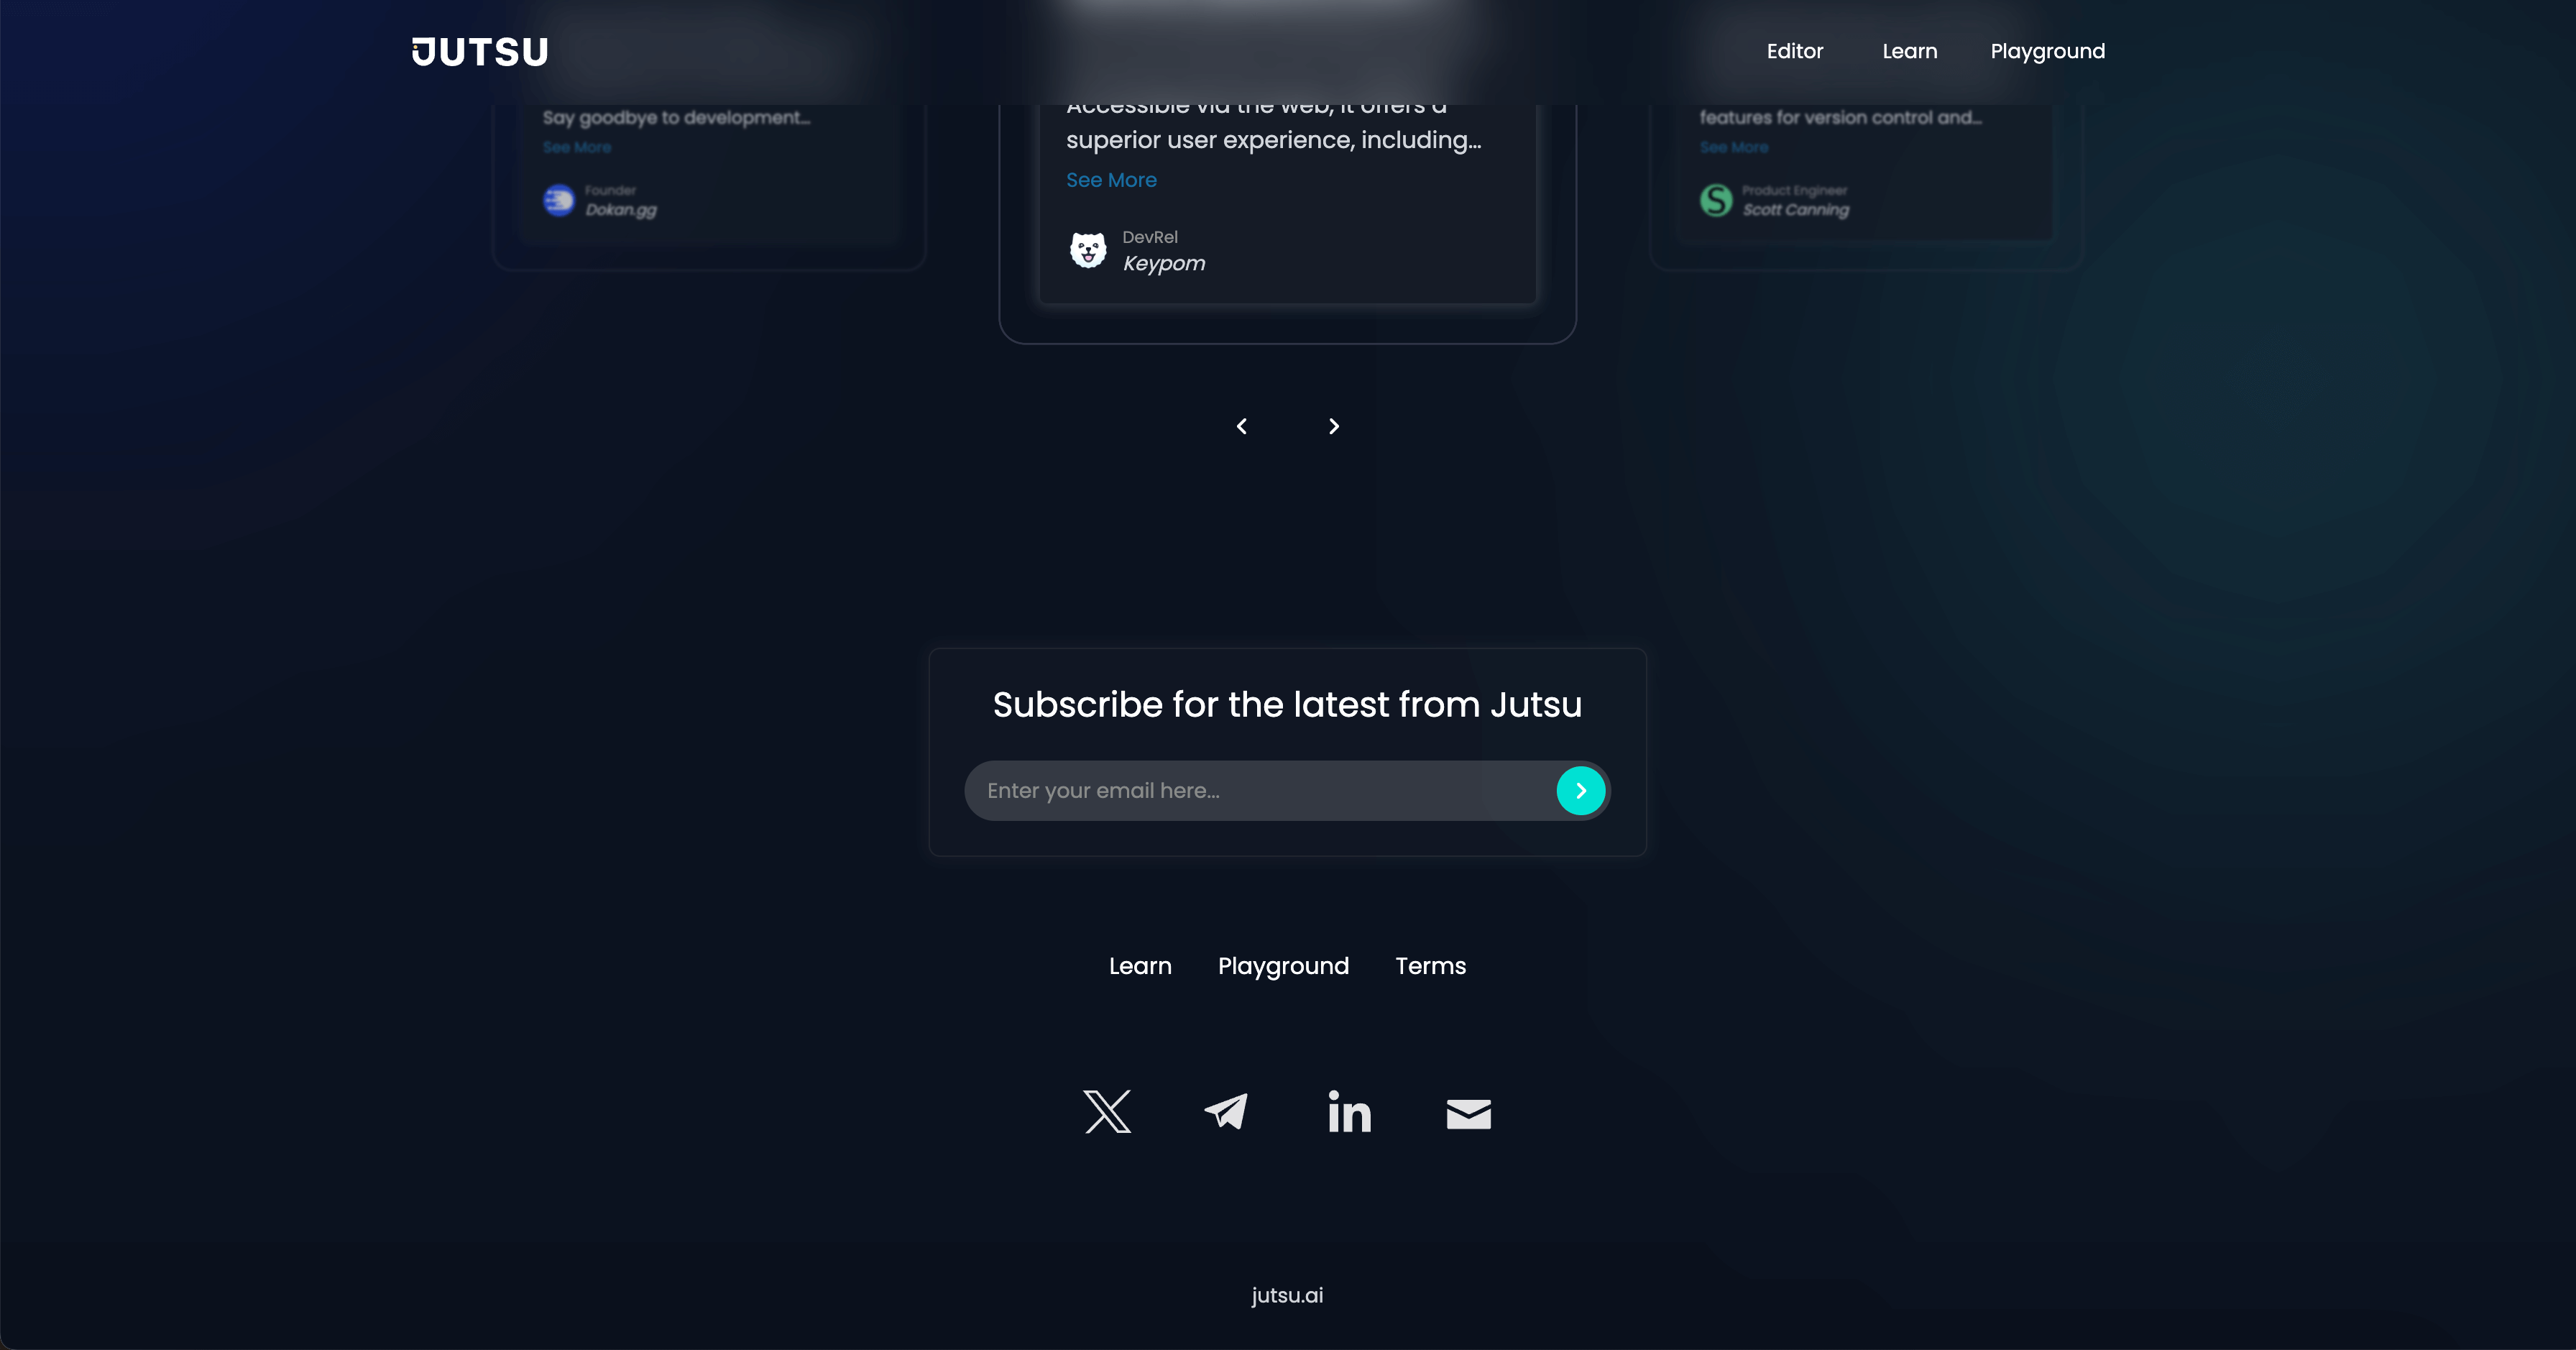 JUTSU
Editor
Learn
Playground
Say goodbye to development...
See More
Founder
Dokan.gg
Accessible via the web, it offers a
superior user experience, including...
See More
DevRel
Keypom
features for version control and...
See More
Product Engineer
Scott Canning
Subscribe for the latest from Jutsu
Enter your email here...
Learn
Playground
Terms
jutsu.ai